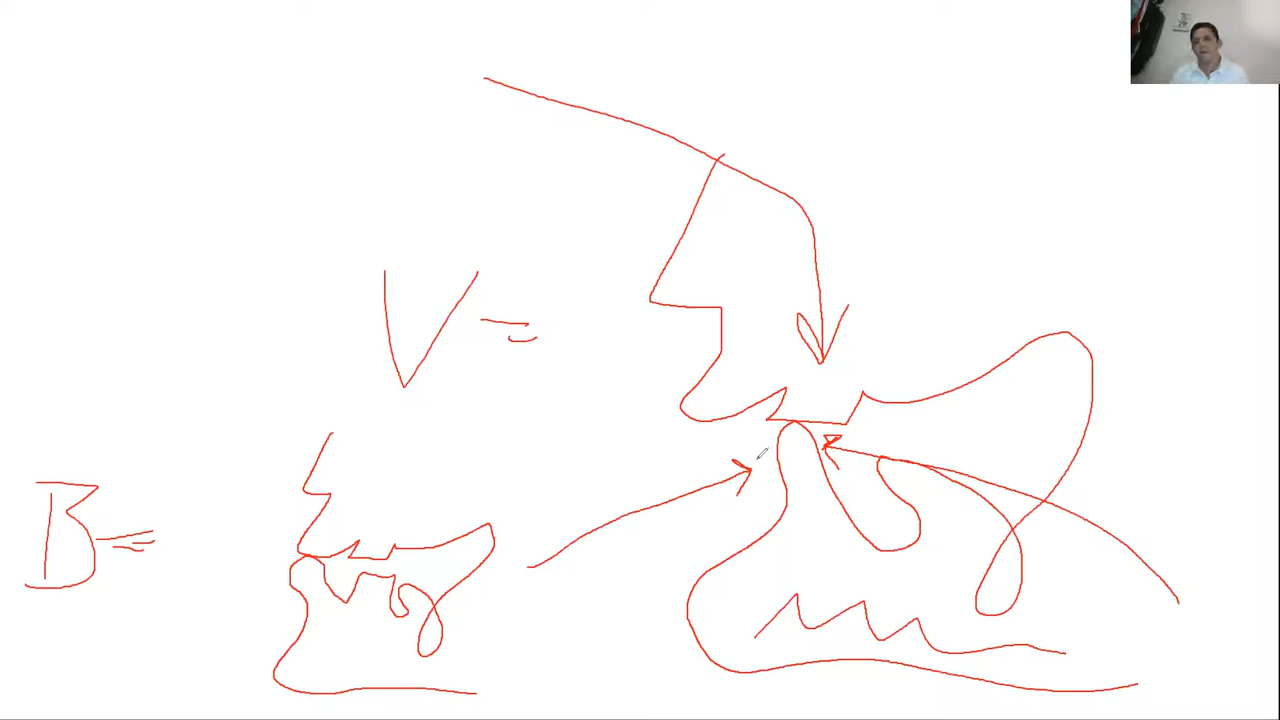 V =
B =